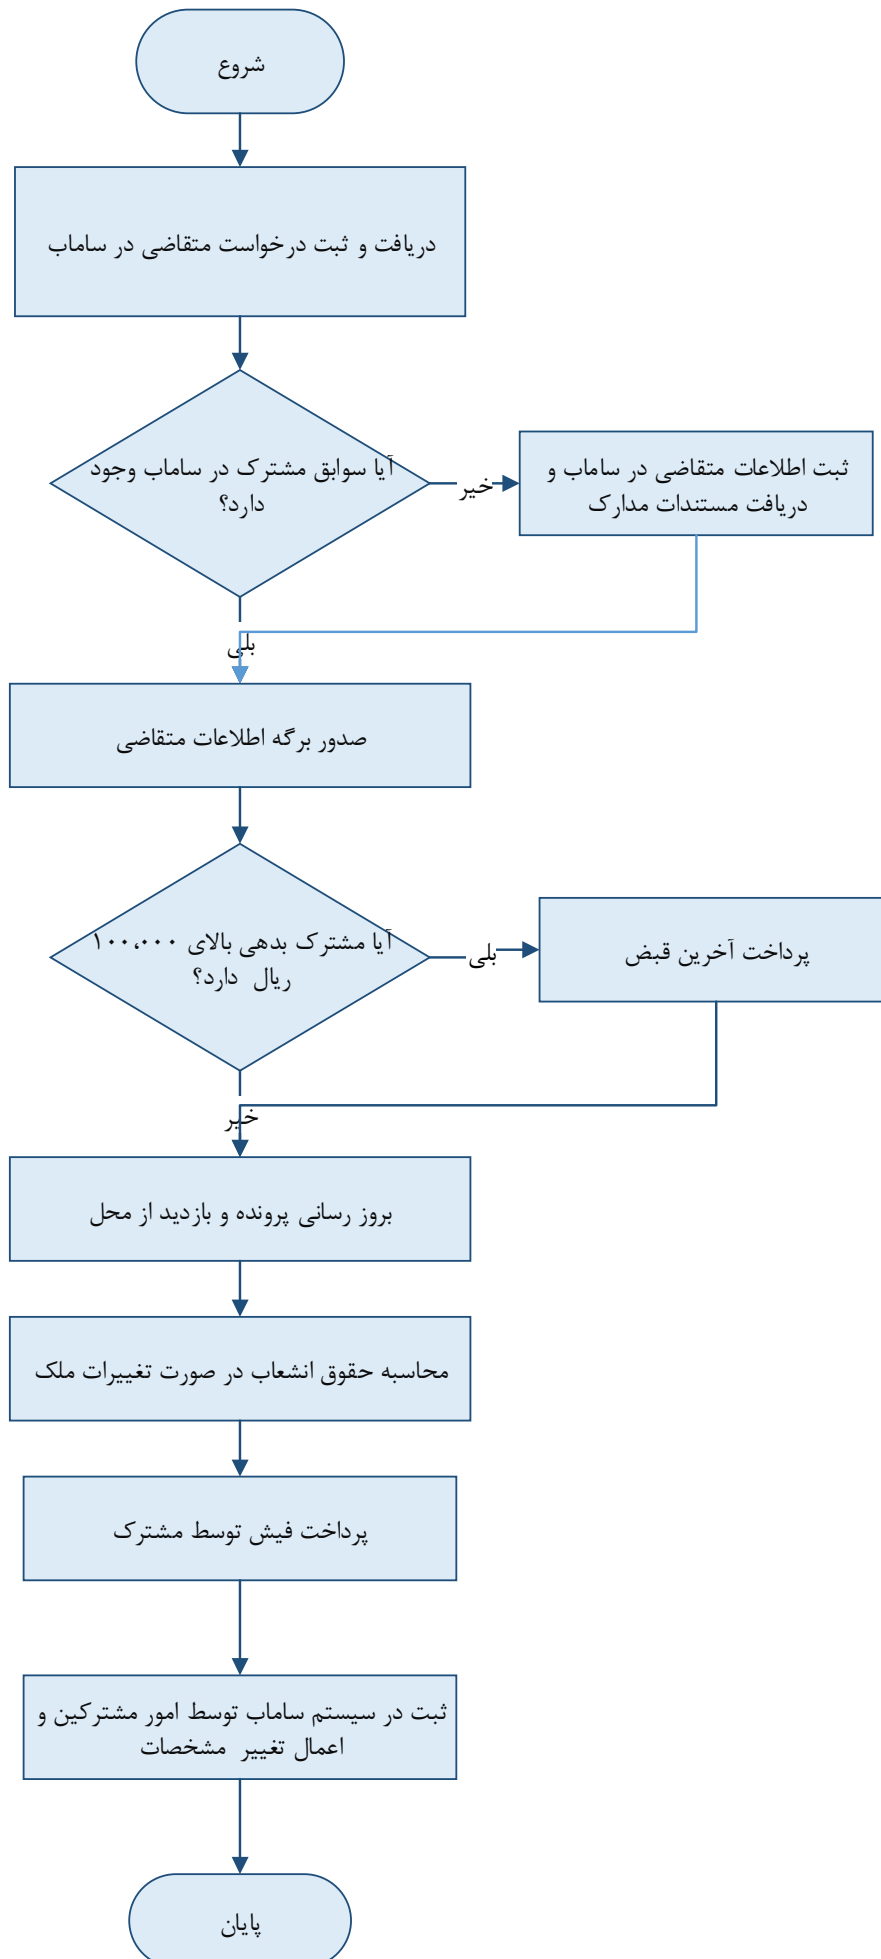 شروع
دریافت و ثبت درخواست متقاضی در ساماب
آیا سوابق مشترک در ساماب وجود
دارد؟
خیر
ثبت اطلاعات متقاضی در ساماب و
دریافت مستندات مدارک
بلی
صدور برگه اطلاعات متقاضی
آیا مشترک بدهی بالای ۱۰۰،۰۰۰
ریال دارد؟
بلی
پرداخت آخرین قبض
خیر
بروز رسانی پرونده و بازدید از محل
محاسبه حقوق انشعاب در صورت تغییرات ملک
پرداخت فیش توسط مشترک
ثبت در سیستم ساماب توسط امور مشترکین و
اعمال تغییر مشخصات
پایان